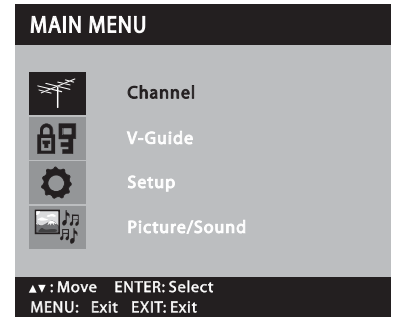 MAIN MENU
Channel
V-Guide
Setup
Picture/Sound
▲▼ : Move ENTER: Select
MENU: Exit EXIT: Exit